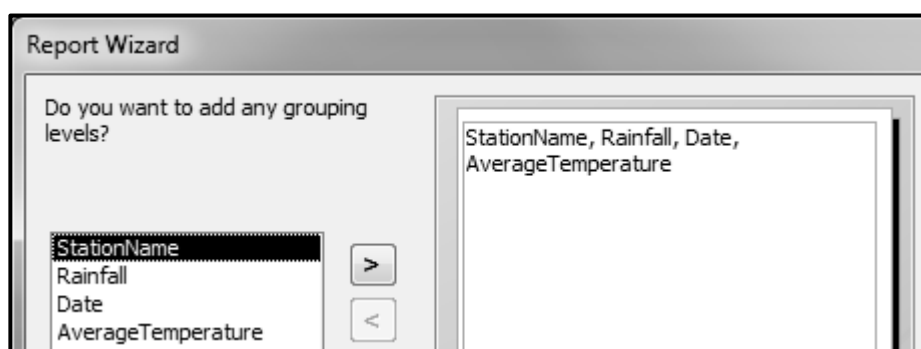 Report Wizard
Do you want to add any grouping
levels?
StationName, Rainfall, Date,
AverageTemperature
StationName
Rainfall
Date
AverageTemperature
>
<